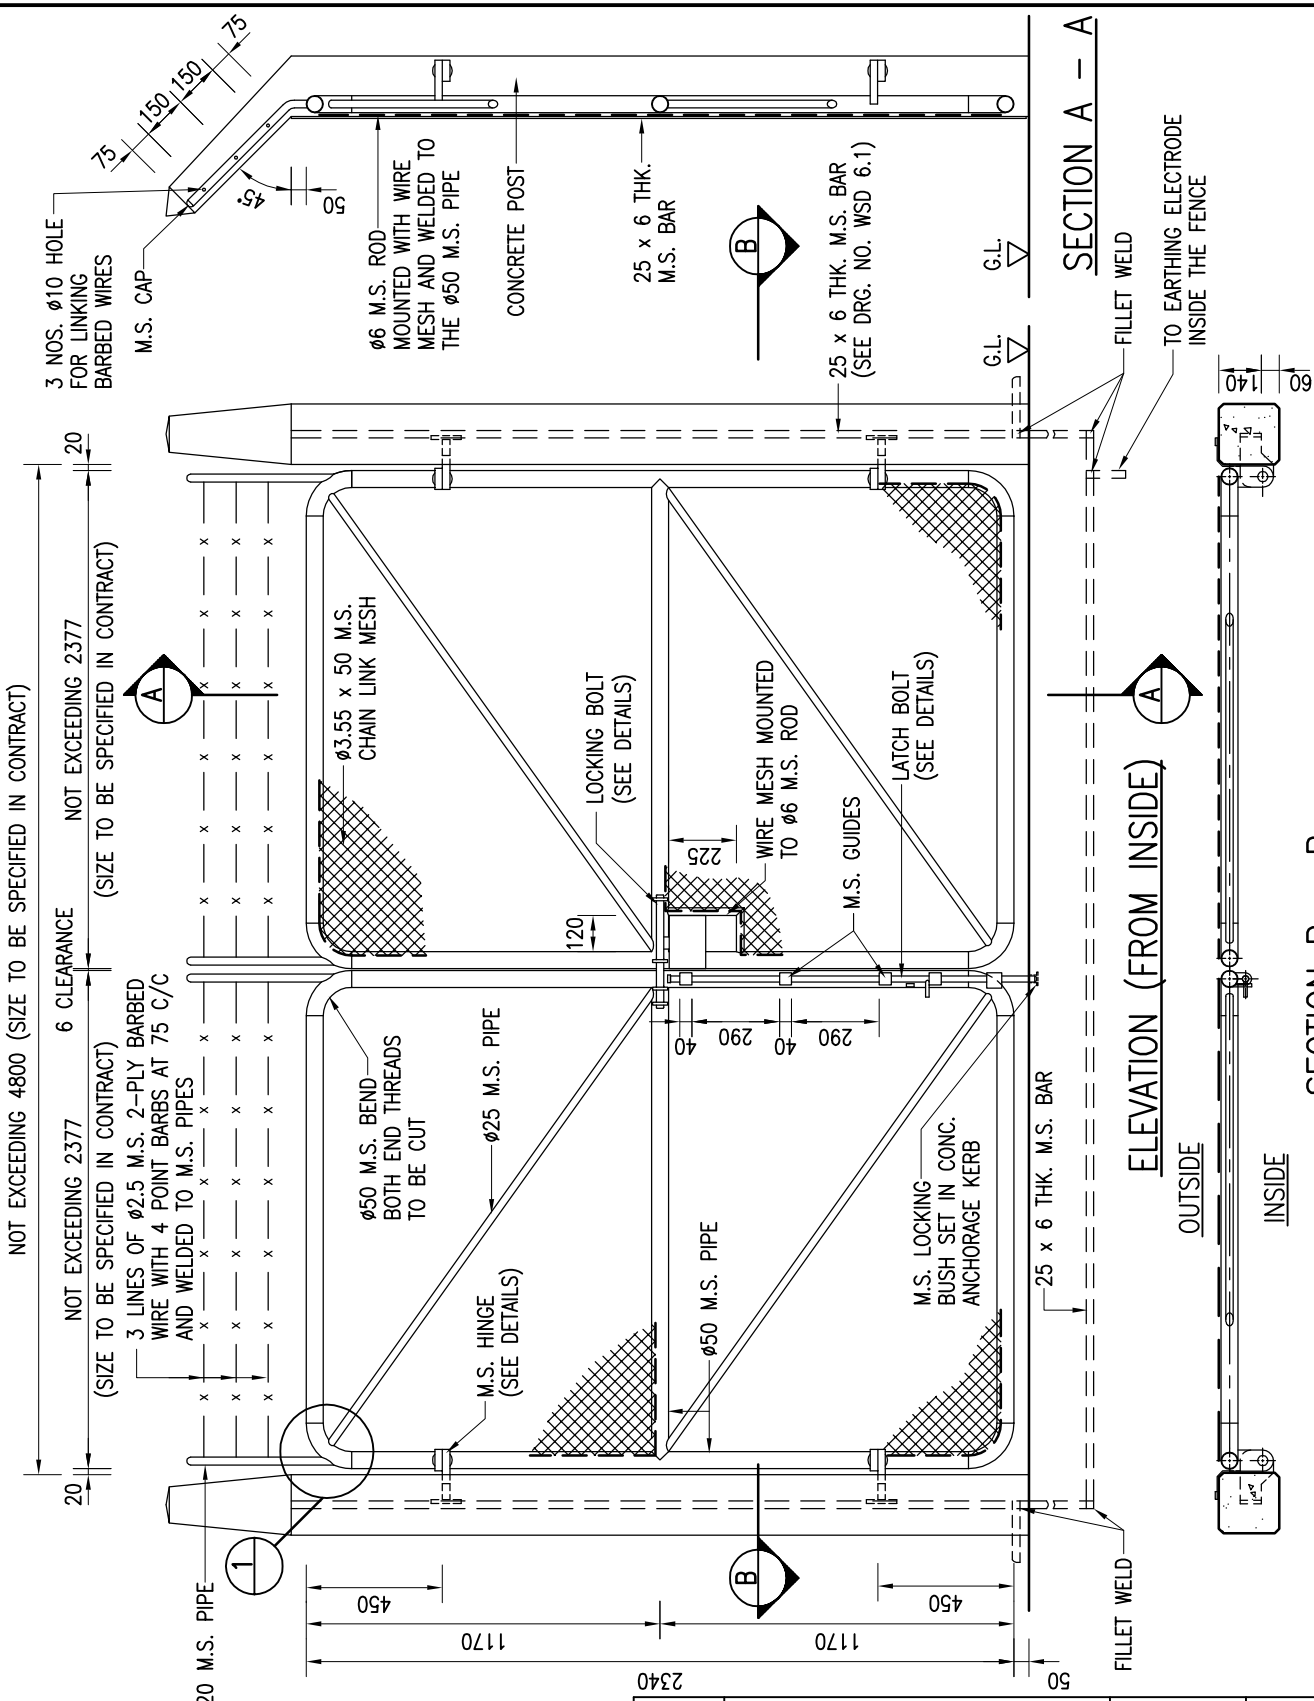 NOT EXCEEDING 4800 (SIZE TO BE SPECIFIED IN CONTRACT)
6 CLEARANCE
20
NOT EXCEEDING 2377
(SIZE TO BE SPECIFIED IN CONTRACT)
NOT EXCEEDING 2377
(SIZE TO BE SPECIFIED IN CONTRACT)
20
3 LINES OF ø2.5 M.S. 2-PLY BARBED
WIRE WITH 4 POINT BARBS AT 75 C/C
AND WELDED TO M.S. PIPES
20 M.S. PIPE
1
A
ø3.55 x 50 M.S.
CHAIN LINK MESH
ø50 M.S. BEND
BOTH END THREADS
TO BE CUT
ø25 M.S. PIPE
M.S. HINGE
(SEE DETAILS)
LOCKING BOLT
(SEE DETAILS)
120
225
WIRE MESH MOUNTED
TO ø6 M.S. ROD
M.S. GUIDES
LATCH BOLT
(SEE DETAILS)
40
290
40
290
ø50 M.S. PIPE
M.S. LOCKING
BUSH SET IN CONC.
ANCHORAGE KERB
25 x 6 THK. M.S. BAR
450
450
1170
1170
2340
50
B
B
FILLET WELD
A
ELEVATION (FROM INSIDE)
3 NOS. ø10 HOLE
FOR LINKING
BARBED WIRES
M.S. CAP
75
150
150
75
45°
50
ø6 M.S. ROD
MOUNTED WITH WIRE
MESH AND WELDED TO
THE ø50 M.S. PIPE
CONCRETE POST
25 x 6 THK.
M.S. BAR
25 x 6 THK. M.S. BAR
(SEE DRG. NO. WSD 6.1)
G.L.
G.L.
SECTION A - A
FILLET WELD
TO EARTHING ELECTRODE
INSIDE THE FENCE
OUTSIDE
INSIDE
140
60